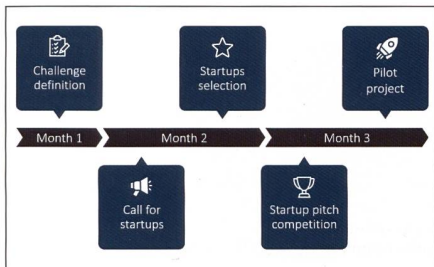 Challenge
definition
Startups
selection
Pilot
project
Month 1
Month 2
Month 3
Call for
startups
Startup pitch
competition